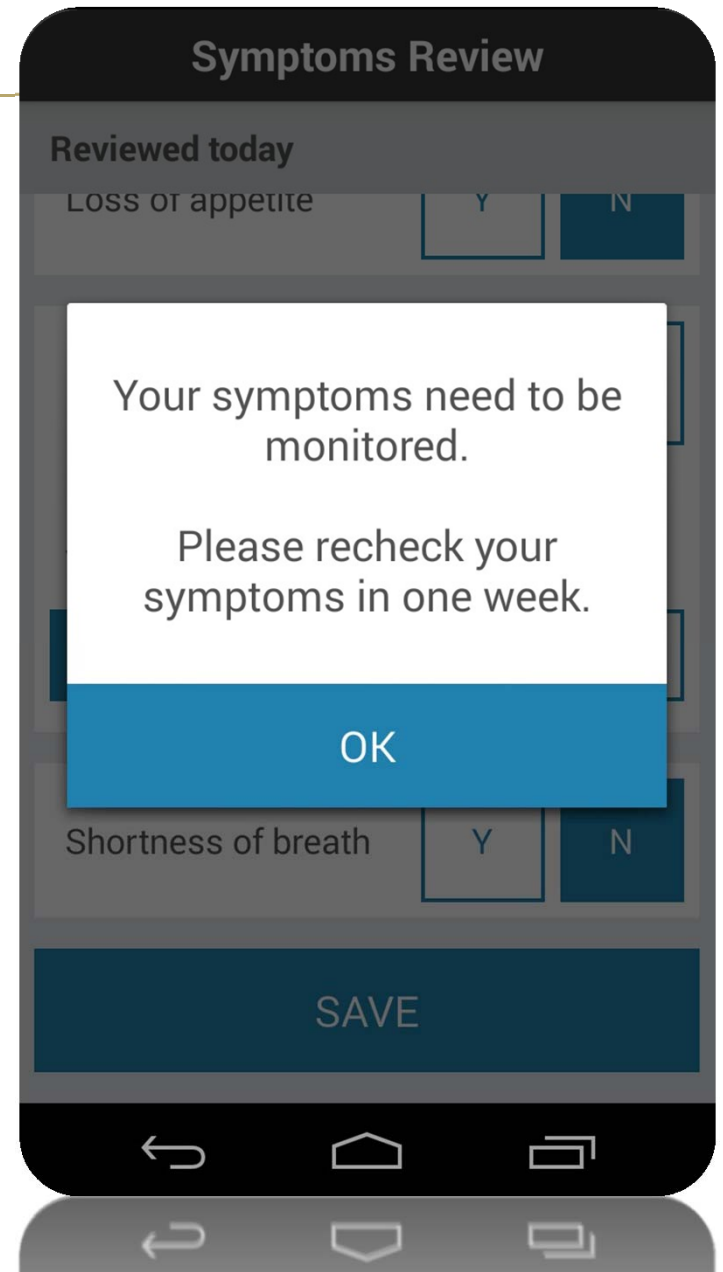 Symptoms Review
Reviewed today
Loss of appetite Y N
Your symptoms need to be
monitored.
Please recheck your
symptoms in one week.
OK
Shortness of breath Y N
SAVE